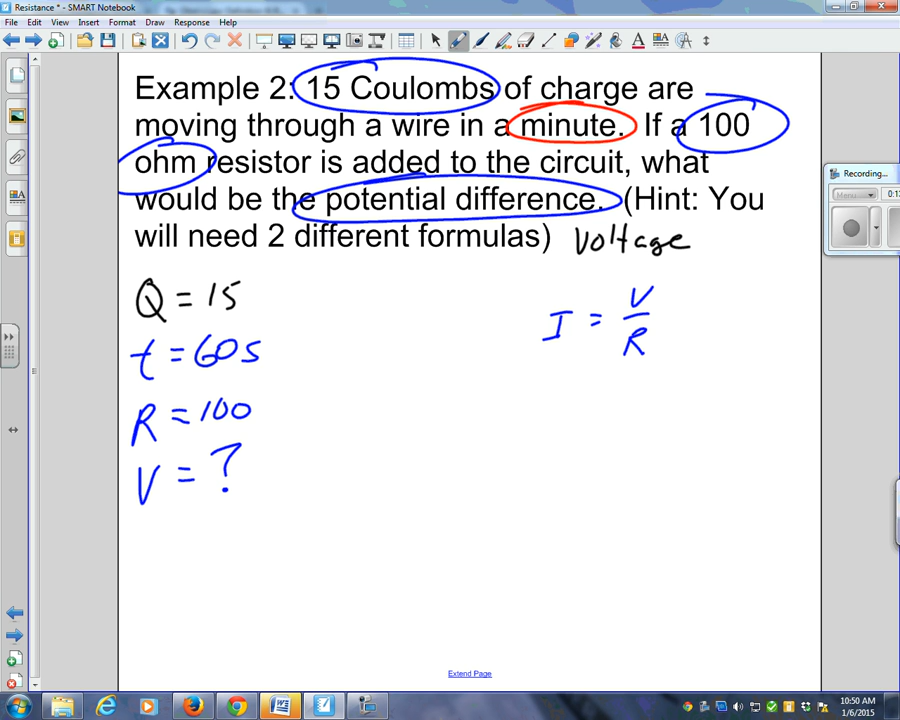 Resistance * - SMART Notebook
File Edit View Insert Format Draw Response Help
Example 2: 15 Coulombs of charge are
moving through a wire in a minute. If a 100
ohm resistor is added to the circuit, what
would be the potential difference. (Hint: You
will need 2 different formulas) voltage
Q = 15
t = 60s
R = 100
V = ?
I = V/R
Recording...
Menu...
Extend Page
10:50 AM
1/6/2015